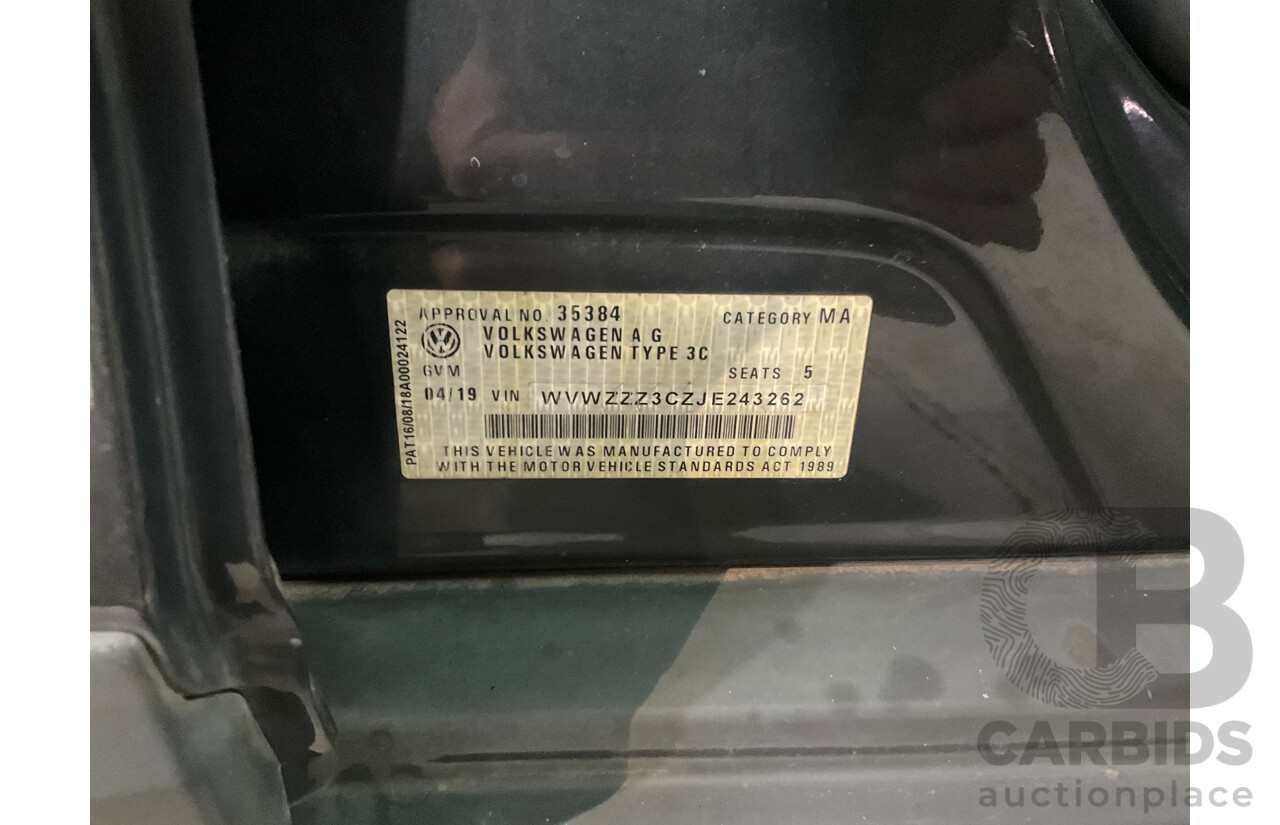 APPROVAL NO. 35384 CATEGORY MA
VOLKSWAGEN A G
VOLKSWAGEN TYPE 3C
GVM SEATS 5
04/19 VIN WVWZZZ3CZJE243262
THIS VEHICLE WAS MANUFACTURED TO COMPLY
WITH THE MOTOR VEHICLE STANDARDS ACT 1989
PAT16/08/18A00024122
CB
CARBIDS
auctionplace